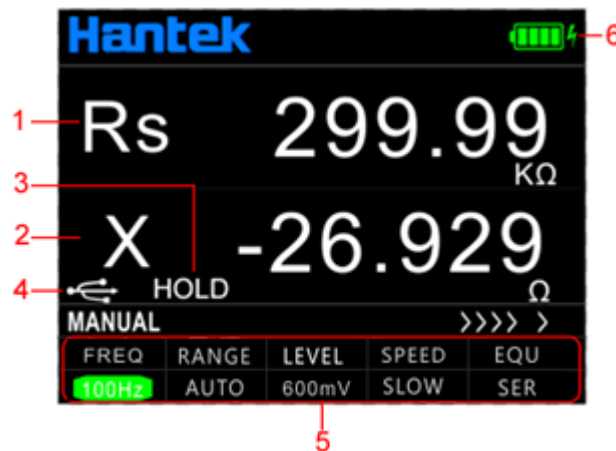 Hantek
6
1
Rs 299.99
KΩ
3
2
X -26.929
4
HOLD
Ω
MANUAL >>>> >
FREQ RANGE LEVEL SPEED EQU
100Hz AUTO 600mV SLOW SER
5